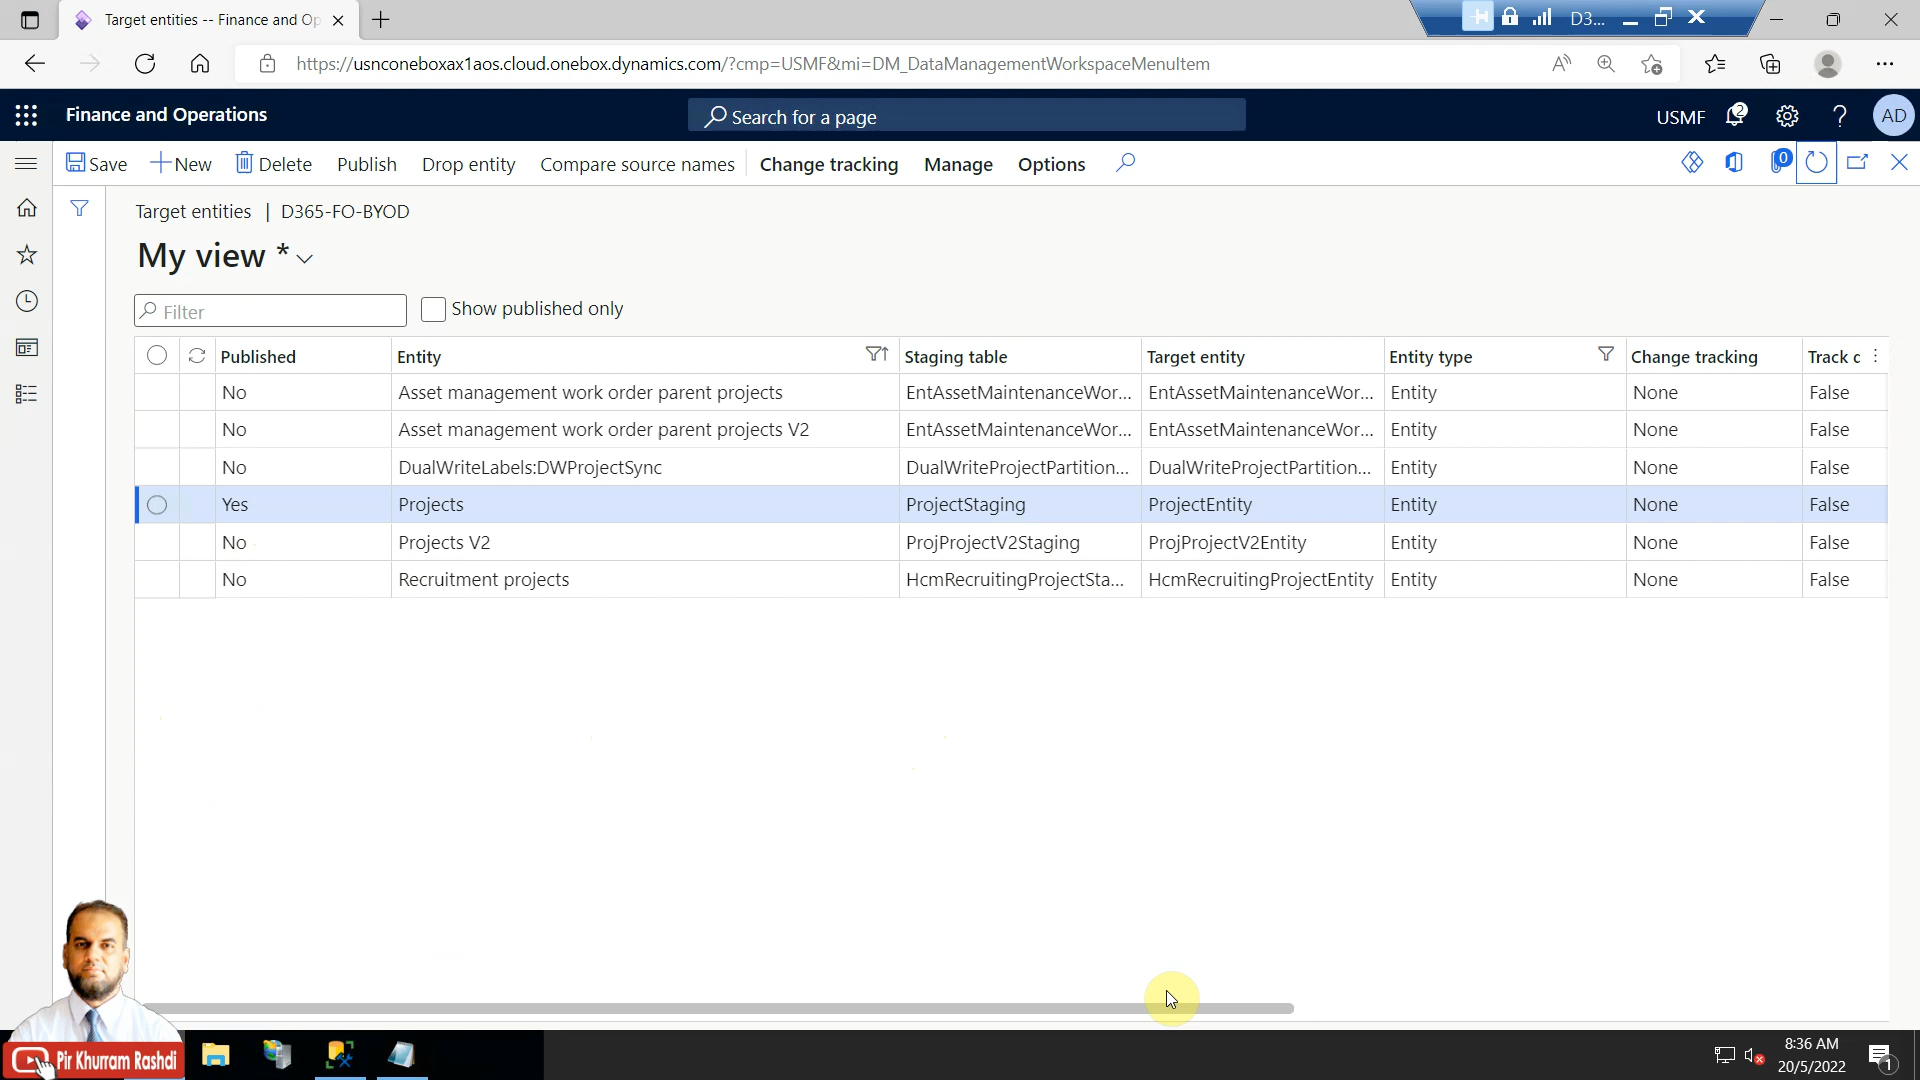 Target entities -- Finance and Op
D3...
https://usnconeboxax1aos.cloud.onebox.dynamics.com/?cmp=USMF&mi=DM_DataManagementWorkspaceMenuItem
Finance and Operations
Search for a page
USMF
2
?
AD
Save
New
Delete
Publish
Drop entity
Compare source names
Change tracking
Manage
Options
0
Target entities | D365-FO-BYOD
My view *
Filter
Show published only
Published Entity Staging table Target entity Entity type Change tracking Track c
No Asset management work order parent projects EntAssetMaintenanceWor... EntAssetMaintenanceWor... Entity None False
No Asset management work order parent projects V2 EntAssetMaintenanceWor... EntAssetMaintenanceWor... Entity None False
No DualWriteLabels:DWProjectSync DualWriteProjectPartition... DualWriteProjectPartition... Entity None False
Yes Projects ProjectStaging ProjectEntity Entity None False
No Projects V2 ProjProjectV2Staging ProjProjectV2Entity Entity None False
No Recruitment projects HcmRecruitingProjectSta... HcmRecruitingProjectEntity Entity None False
Pir Khurram Rashdi
8:36 AM
20/5/2022
1